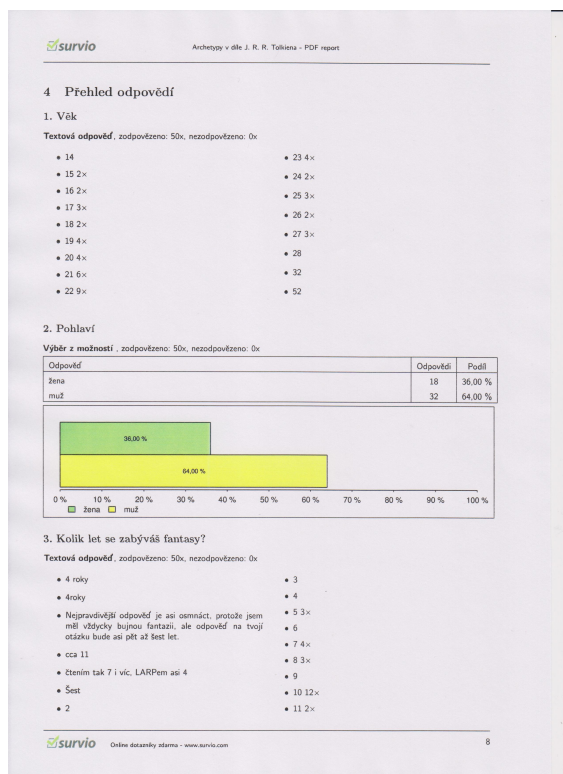 survio
Archetypy v díle J. R. R. Tolkiena - PDF report
4 Přehled odpovědí
1. Věk
Textová odpověď, zodpovězeno: 50x, nezodpovězeno: 0x
• 14
• 15 2×
• 16 2×
• 17 3×
• 18 2×
• 19 4×
• 20 4×
• 21 6×
• 22 9×
• 23 4×
• 24 2×
• 25 3×
• 26 2×
• 27 3×
• 28
• 32
• 52
2. Pohlaví
Výběr z možností , zodpovězeno: 50x, nezodpovězeno: 0x
Odpověď Odpovědi Podíl
žena 18 36,00 %
muž 32 64,00 %
36,00 %
64,00 %
0 % 10 % 20 % 30 % 40 % 50 % 60 % 70 % 80 % 90 % 100 %
žena muž
3. Kolik let se zabýváš fantasy?
Textová odpověď, zodpovězeno: 50x, nezodpovězeno: 0x
• 4 roky
• 4roky
• Nejpravdivější odpověď je asi osmnáct, protože jsem
měl vždycky bujnou fantazii, ale odpověď na tvojí
otázku bude asi pět až šest let.
• cca 11
• čtením tak 7 i víc, LARPem asi 4
• Šest
• 2
• 3
• 4
• 5 3×
• 6
• 7 4×
• 8 3×
• 9
• 10 12×
• 11 2×
survio Online dotazníky zdarma - www.survio.com
8